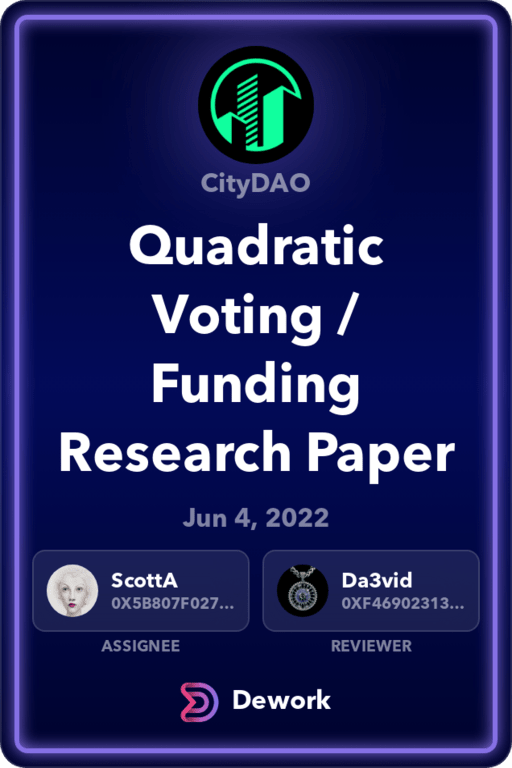 CityDAO
Quadratic
Voting /
Funding
Research Paper
Jun 4, 2022
ScottA
0X5B807F027...
Da3vid
0XF46902313...
ASSIGNEE
REVIEWER
Dework